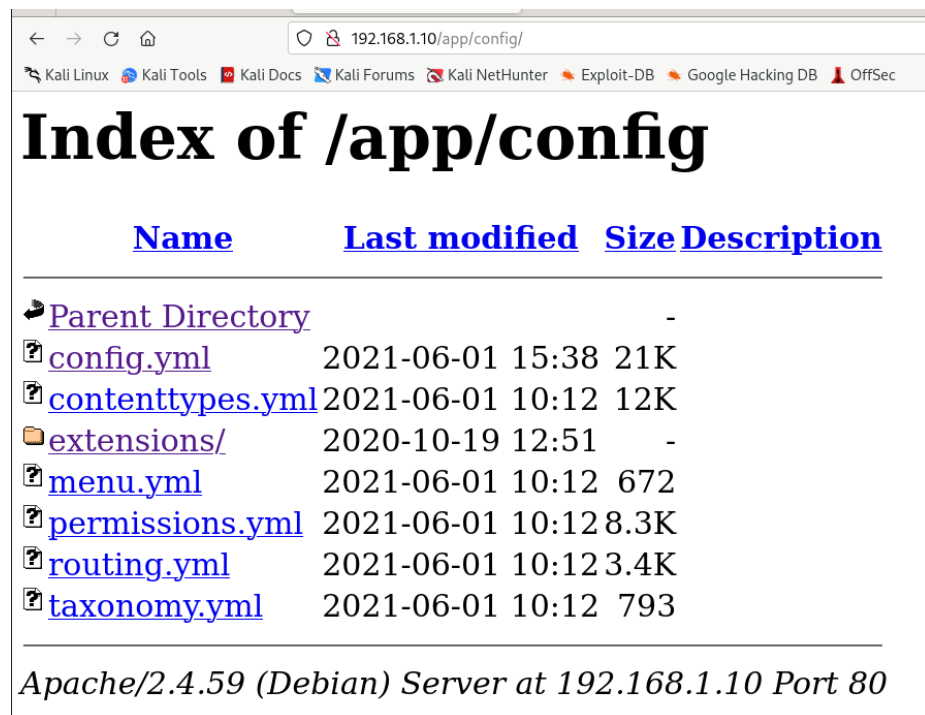 192.168.1.10/app/config/
Kali Linux Kali Tools Kali Docs Kali Forums Kali NetHunter Exploit-DB Google Hacking DB OffSec
Index of /app/config
Name Last modified Size Description
Parent Directory -
config.yml 2021-06-01 15:38 21K
contenttypes.yml 2021-06-01 10:12 12K
extensions/ 2020-10-19 12:51 -
menu.yml 2021-06-01 10:12 672
permissions.yml 2021-06-01 10:12 8.3K
routing.yml 2021-06-01 10:12 3.4K
taxonomy.yml 2021-06-01 10:12 793
Apache/2.4.59 (Debian) Server at 192.168.1.10 Port 80